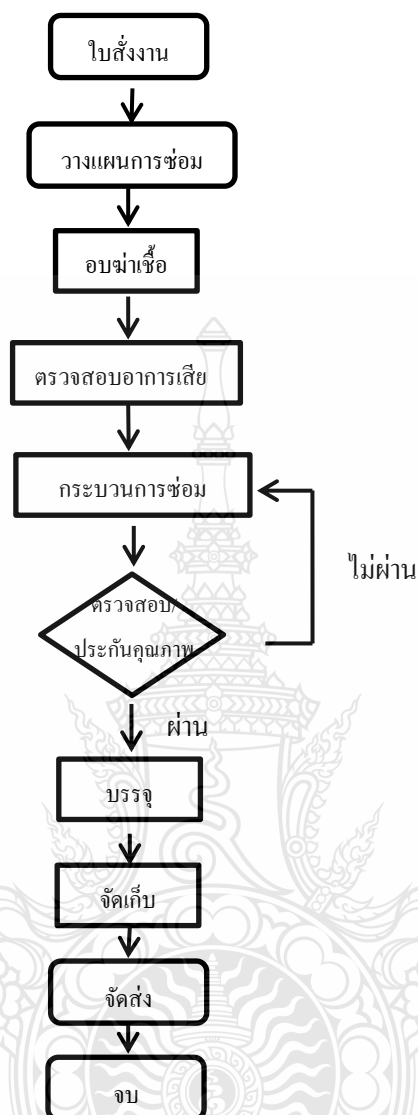 ใบสั่งงาน
วางแผนการซ่อม
อบฆ่าเชื้อ
ตรวจสอบอาการเสีย
กระบวนการซ่อม
ไม่ผ่าน
ตรวจสอบ/
ประกันคุณภาพ
ผ่าน
บรรจุ
จัดเก็บ
จัดส่ง
จบ